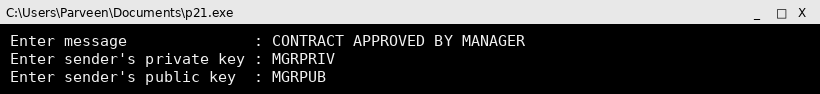 C:\Users\Parveen\Documents\p21.exe _ □ X
Enter message              : CONTRACT APPROVED BY MANAGER
Enter sender's private key : MGRPRIV
Enter sender's public key  : MGRPUB